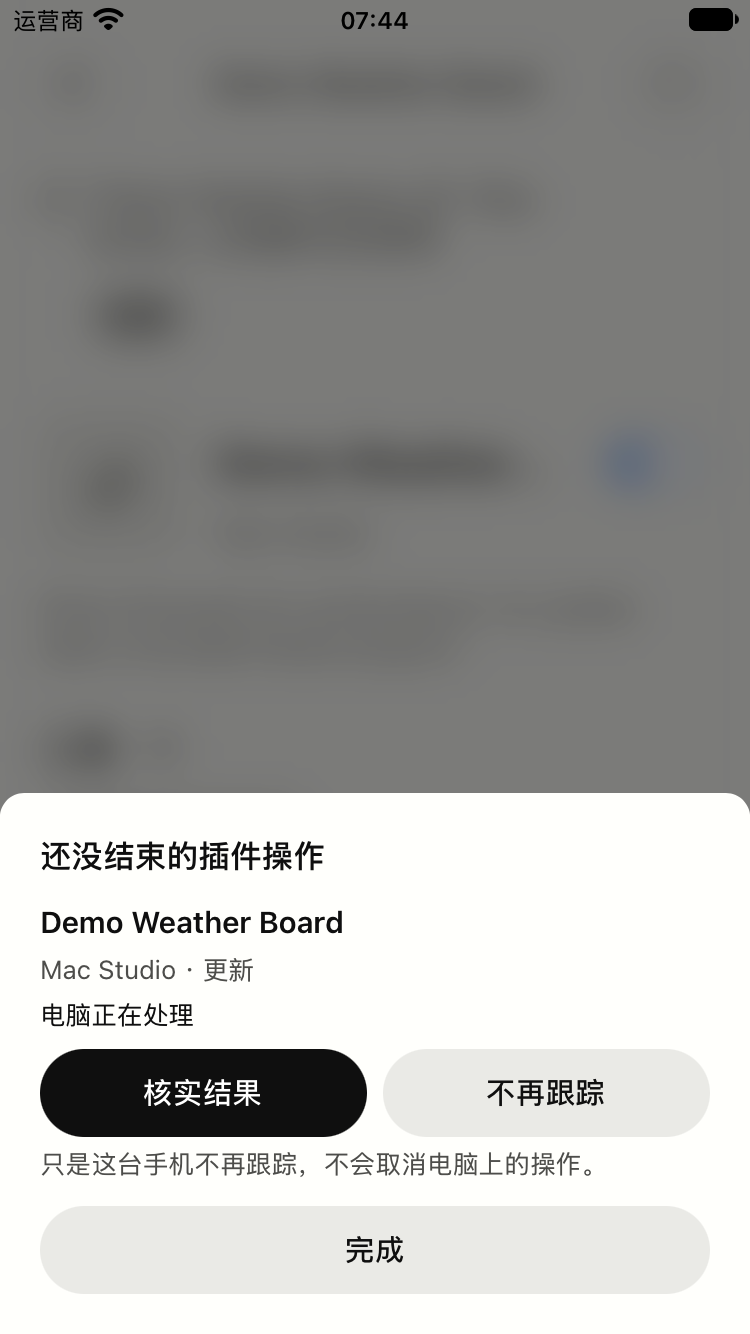 运营商
07:44
还没结束的插件操作
Demo Weather Board
Mac Studio · 更新
电脑正在处理
核实结果
不再跟踪
只是这台手机不再跟踪，不会取消电脑上的操作。
完成